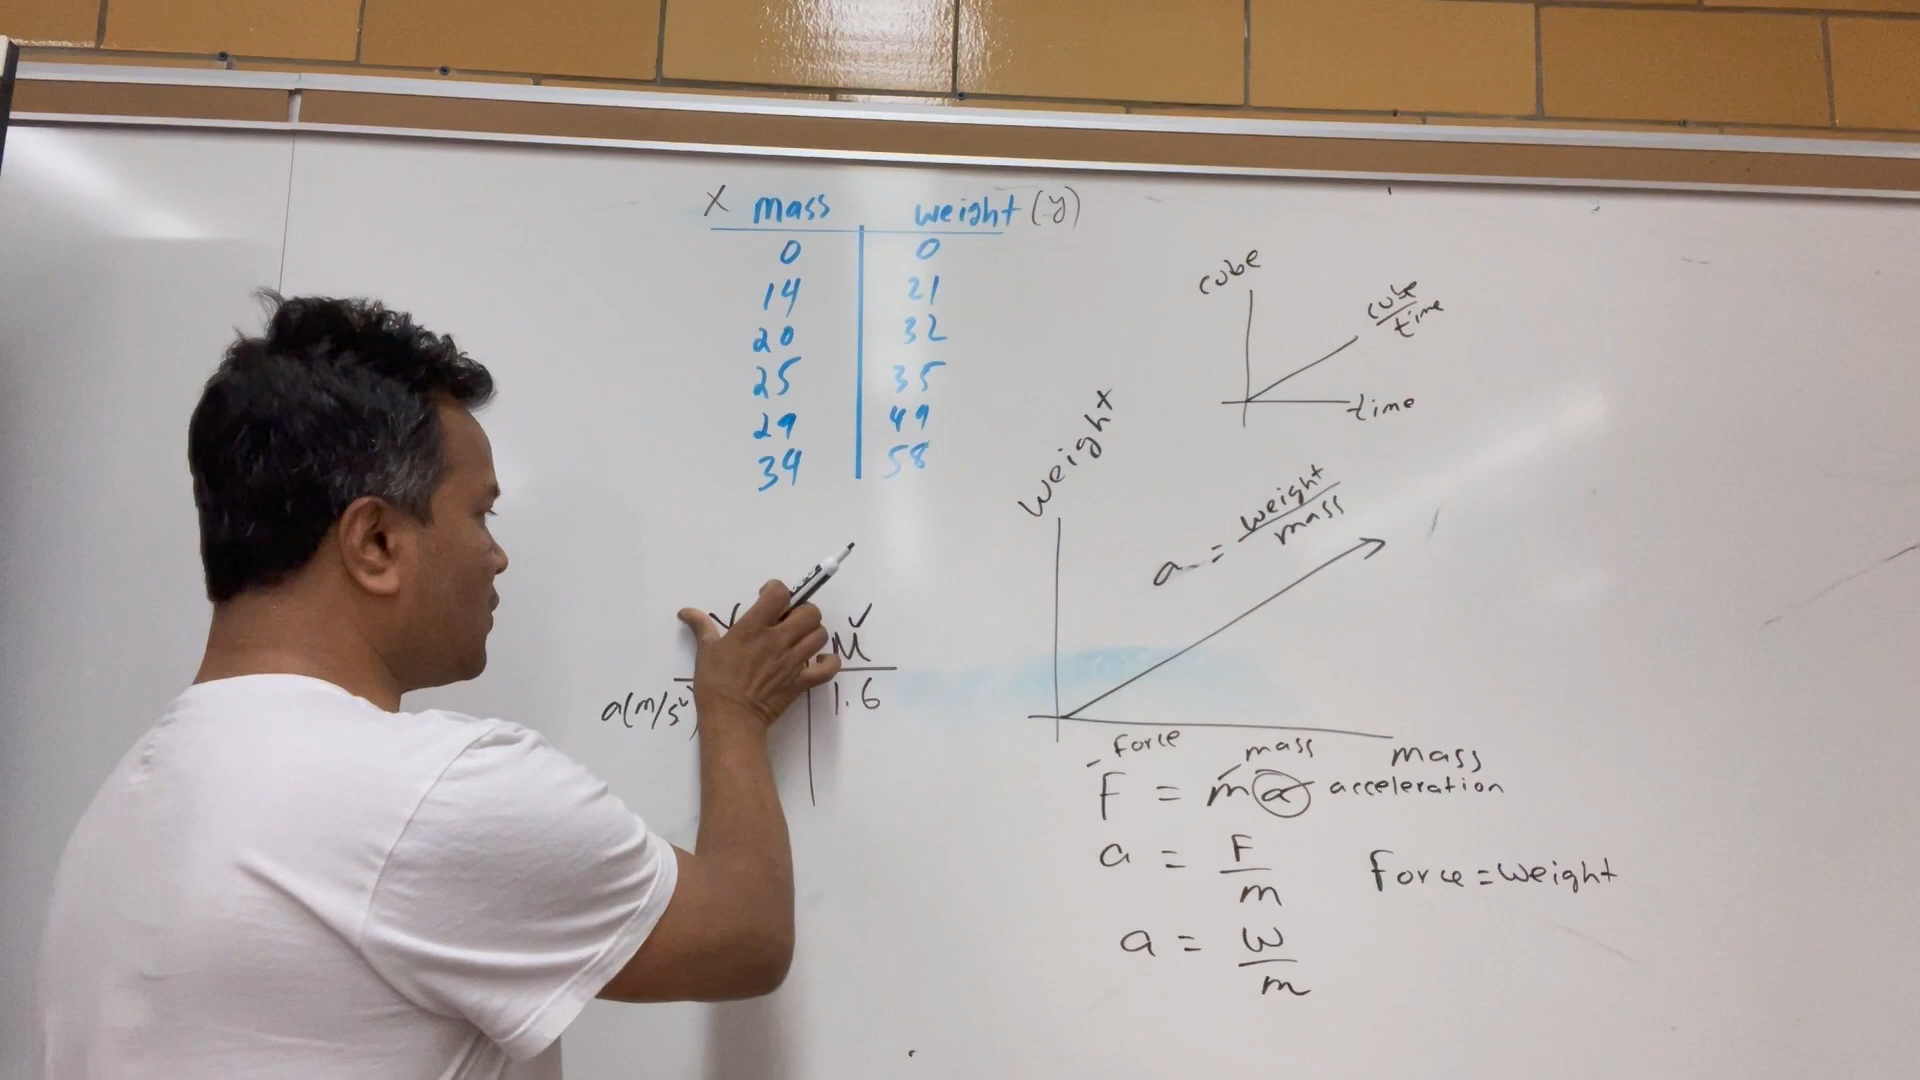 X mass weight (y)
0 0
14 21
20 32
25 35
29 49
34 58
cube
cube/time
time
weight
a = weight/mass
mass
M
a(m/s²) 1.6
force mass
F = ma acceleration
a = F/m
Force = weight
a = W/m